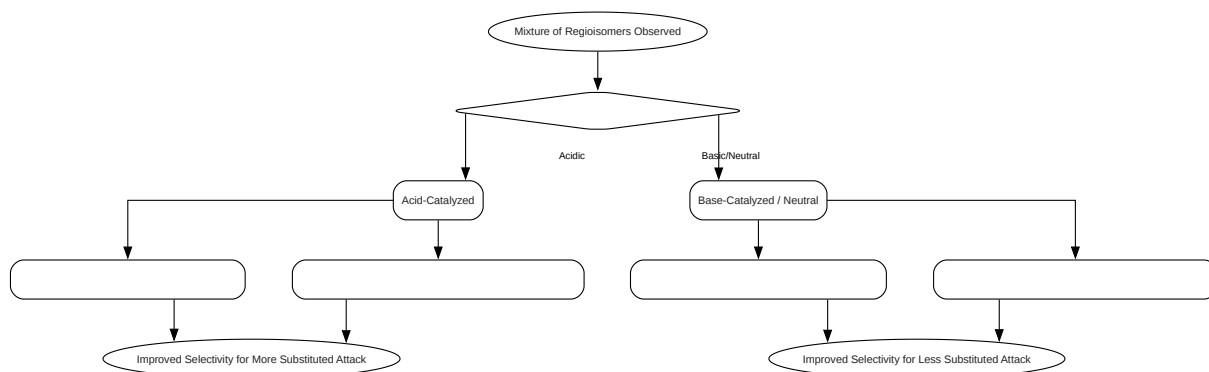 Mixture of Regioisomers Observed
Acidic
Basic/Neutral
Acid-Catalyzed
Base-Catalyzed / Neutral
Improved Selectivity for More Substituted Attack
Improved Selectivity for Less Substituted Attack